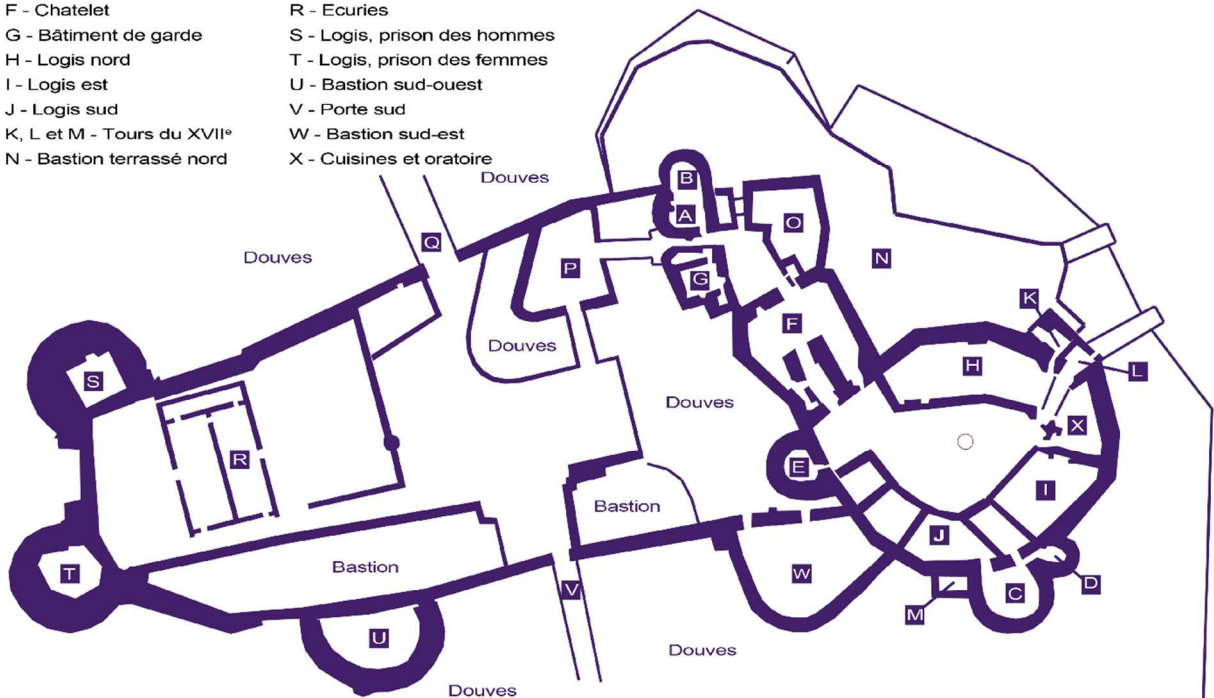 F - Chatelet
G - Bâtiment de garde
H - Logis nord
I - Logis est
J - Logis sud
K, L et M - Tours du XVIIᵉ
N - Bastion terrassé nord
R - Ecuries
S - Logis, prison des hommes
T - Logis, prison des femmes
U - Bastion sud-ouest
V - Porte sud
W - Bastion sud-est
X - Cuisines et oratoire
Douves
B
A
O
Q
Douves
N
P
G
K
F
Douves
H
L
S
Douves
X
R
E
I
Bastion
J
Bastion
W
T
D
V
C
M
U
Douves
Douves